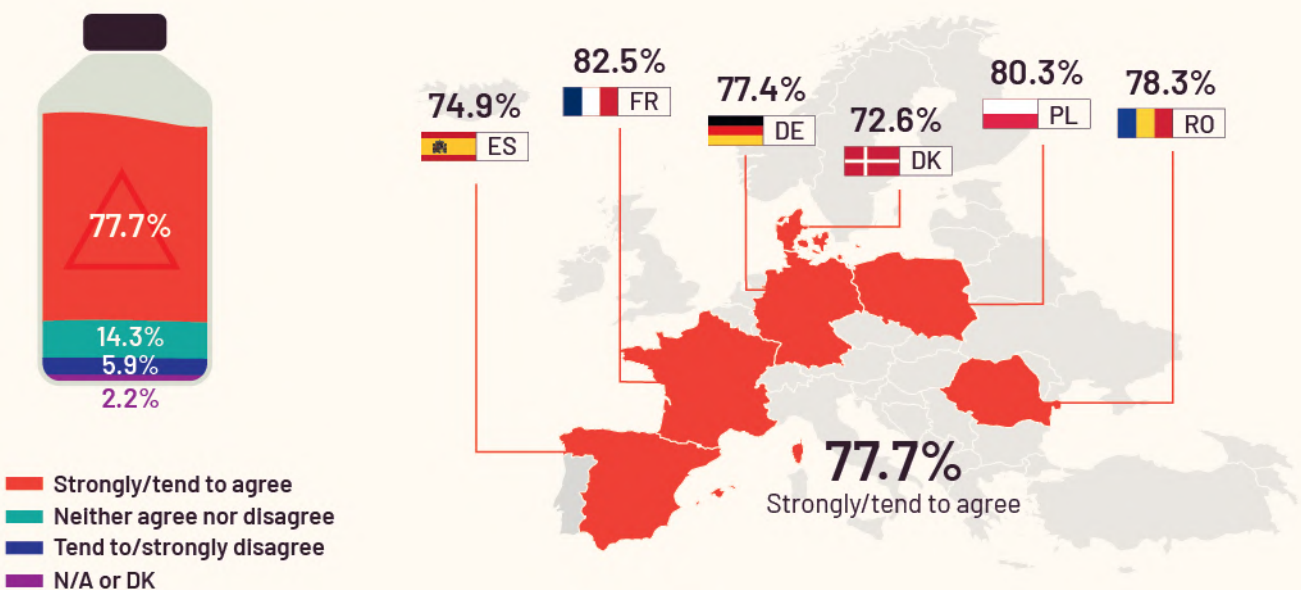 77.7%
14.3%
5.9%
2.2%
Strongly/tend to agree
Neither agree nor disagree
Tend to/strongly disagree
N/A or DK
74.9%
ES
82.5%
FR
77.4%
DE
72.6%
DK
80.3%
PL
78.3%
RO
77.7%
Strongly/tend to agree